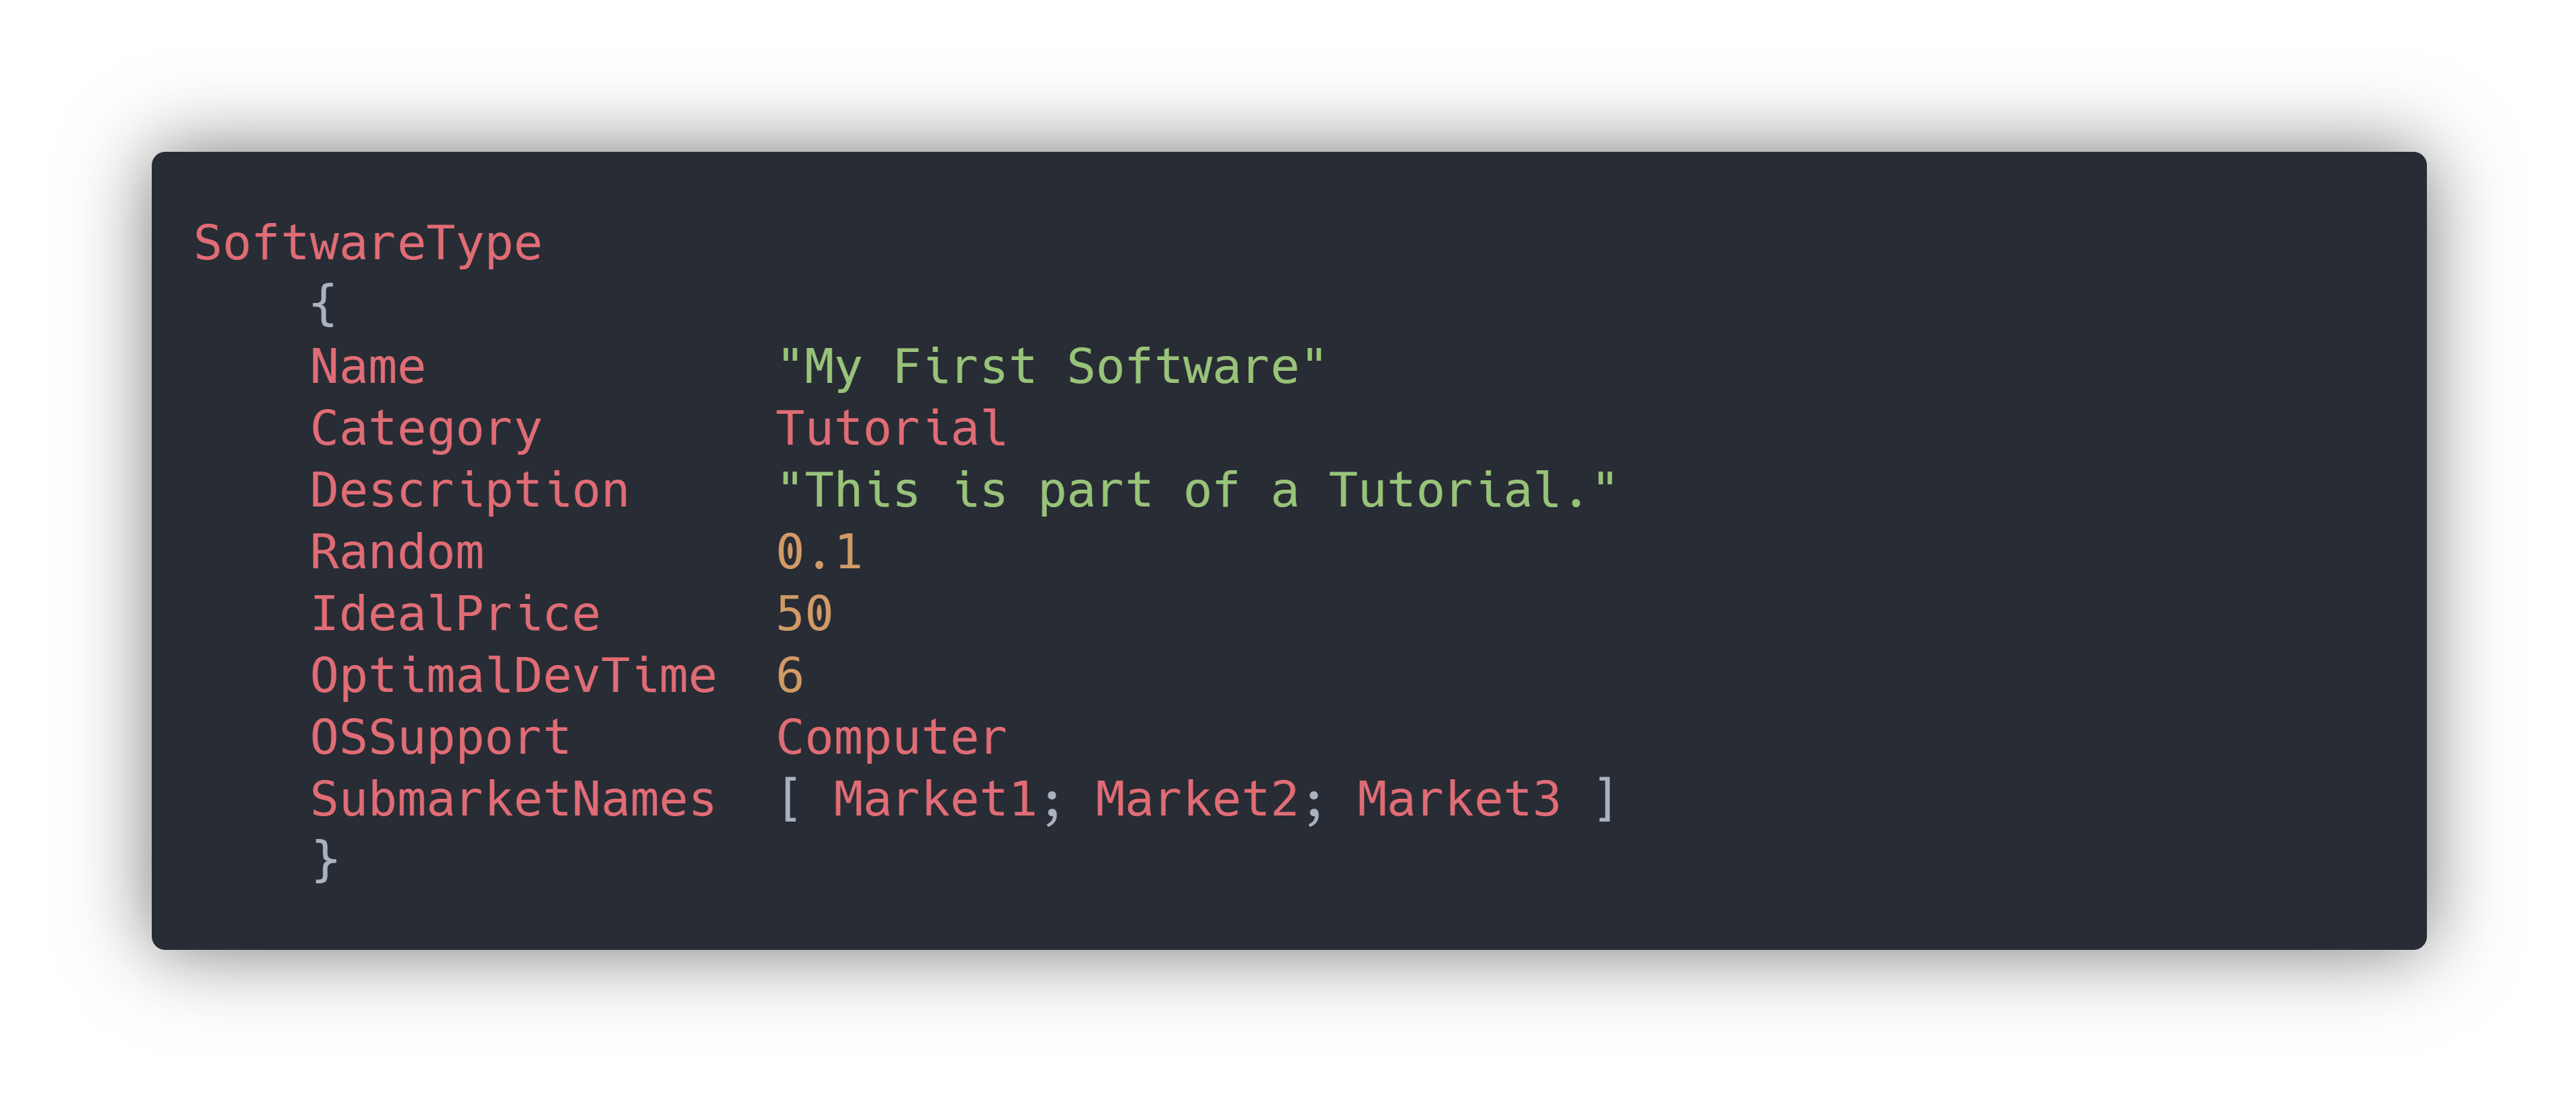 SoftwareType
    {
    Name            "My First Software"
    Category        Tutorial
    Description     "This is part of a Tutorial."
    Random          0.1
    IdealPrice      50
    OptimalDevTime  6
    OSSupport       Computer
    SubmarketNames  [ Market1; Market2; Market3 ]
    }